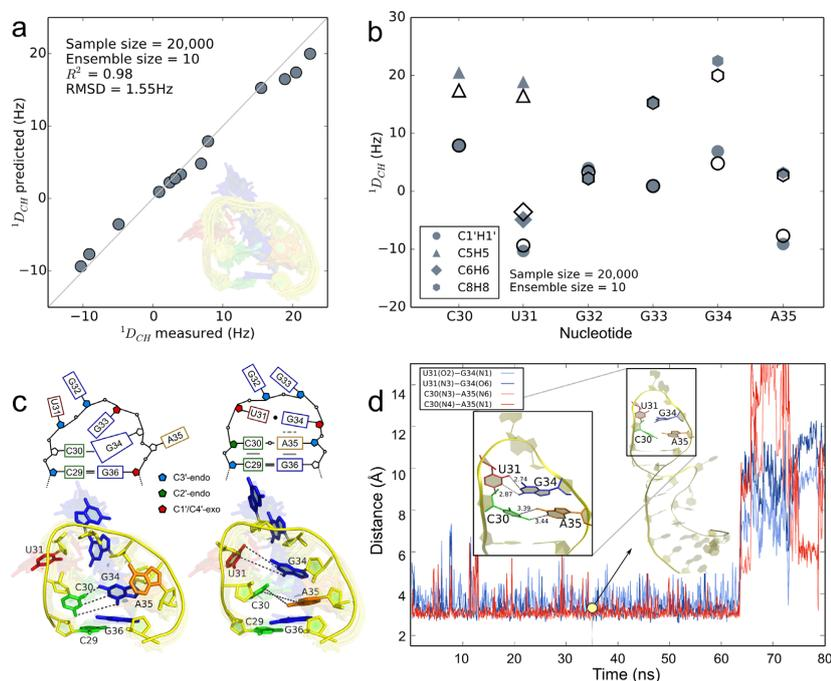 a
Sample size = 20,000
Ensemble size = 10
R² = 0.98
RMSD = 1.55Hz
¹D_CH predicted (Hz)
20
10
0
−10
−10
0
10
20
¹D_CH measured (Hz)
b
¹D_CH (Hz)
30
20
10
0
−10
−20
C1'H1'
C5H5
C6H6
C8H8
Sample size = 20,000
Ensemble size = 10
C30
U31
G32
G33
G34
A35
Nucleotide
c
G32
U31
G33
G34
A35
C30
C29
G36
G32
G33
U31
G34
C30
A35
C29
G36
C3'-endo
C2'-endo
C1'/C4'-exo
U31
C30
G34
A35
G36
C29
U31
G34
A35
C30
C29
G36
d
U31(O2)−G34(N1)
U31(N3)−G34(O6)
C30(N3)−A35(N6)
C30(N4)−A35(N1)
Distance (Å)
14
12
10
8
6
4
2
U31
G34
C30
A35
2.74
2.87
3.39
3.44
U31
G34
C30
A35
10
20
30
40
50
60
70
80
Time (ns)